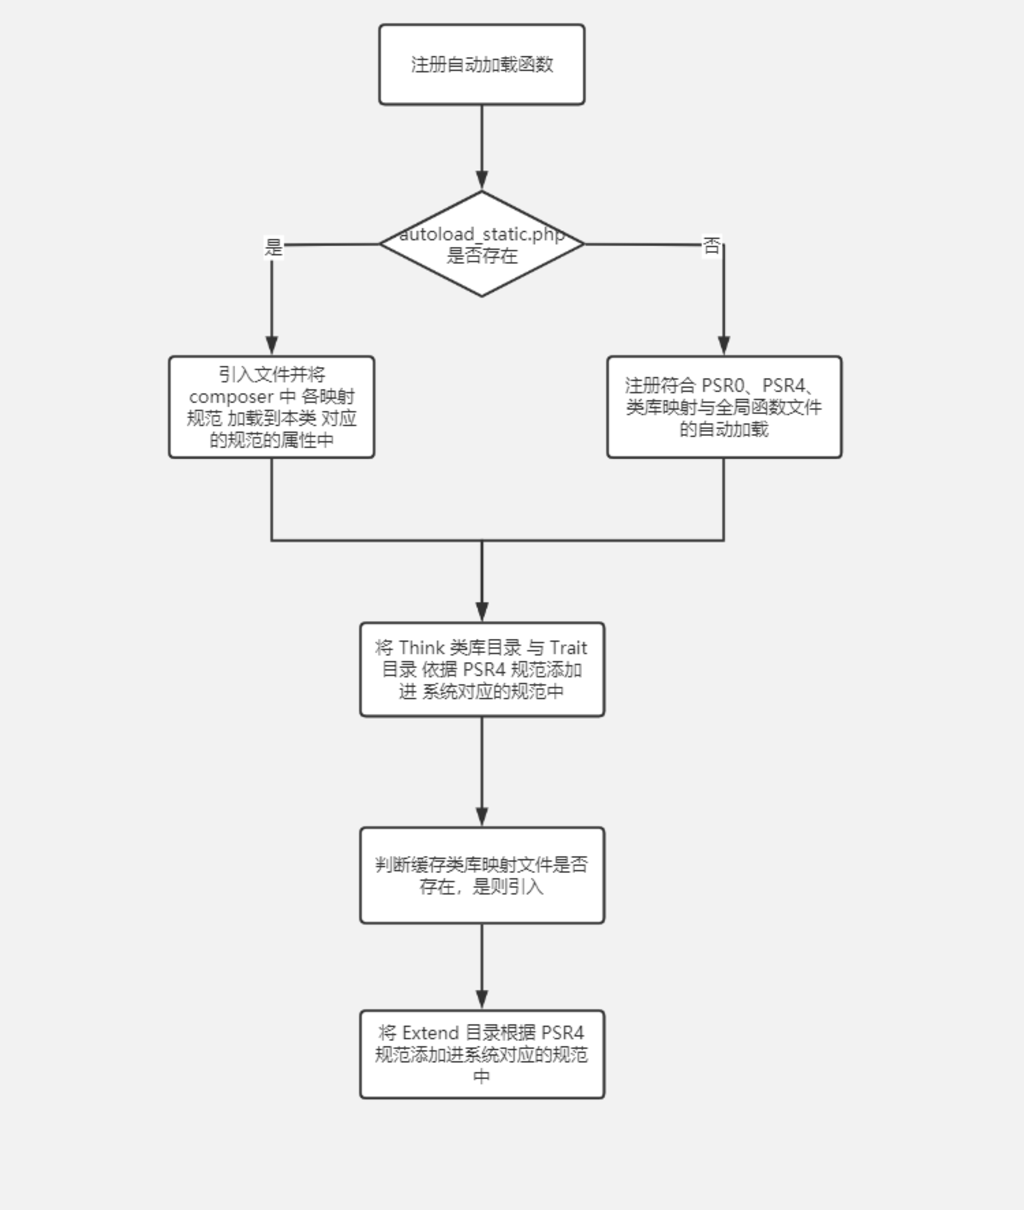 注册自动加载函数
autoload_static.php
是否存在
是
否
引入文件并将
composer 中 各映射
规范 加载到本类 对应
的规范的属性中
注册符合 PSR0、PSR4、
类库映射与全局函数文件
的自动加载
将 Think 类库目录 与 Trait
目录 依据 PSR4 规范添加
进 系统对应的规范中
判断缓存类库映射文件是否
存在，是则引入
将 Extend 目录根据 PSR4
规范添加进系统对应的规范
中